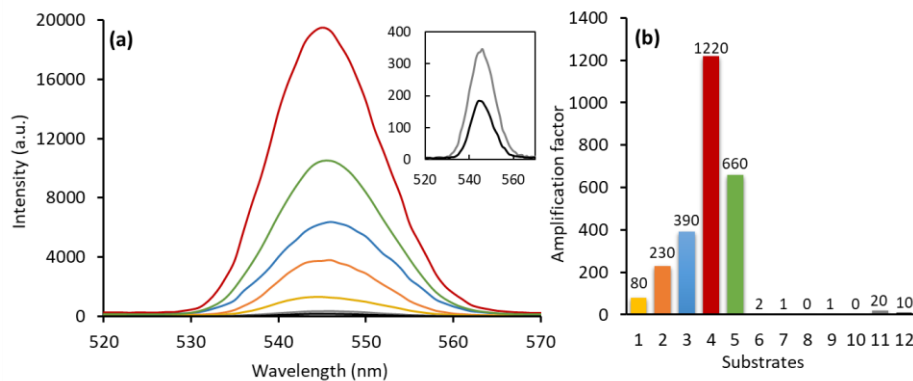 (a)
20000
16000
12000
8000
4000
0
Intensity (a.u.)
520 530 540 550 560 570
Wavelength (nm)
400
300
200
100
0
520 540 560
(b)
1400
1200
1000
800
600
400
200
0
Amplification factor
80 230 390 1220 660 2 1 0 1 0 20 10
1 2 3 4 5 6 7 8 9 10 11 12
Substrates